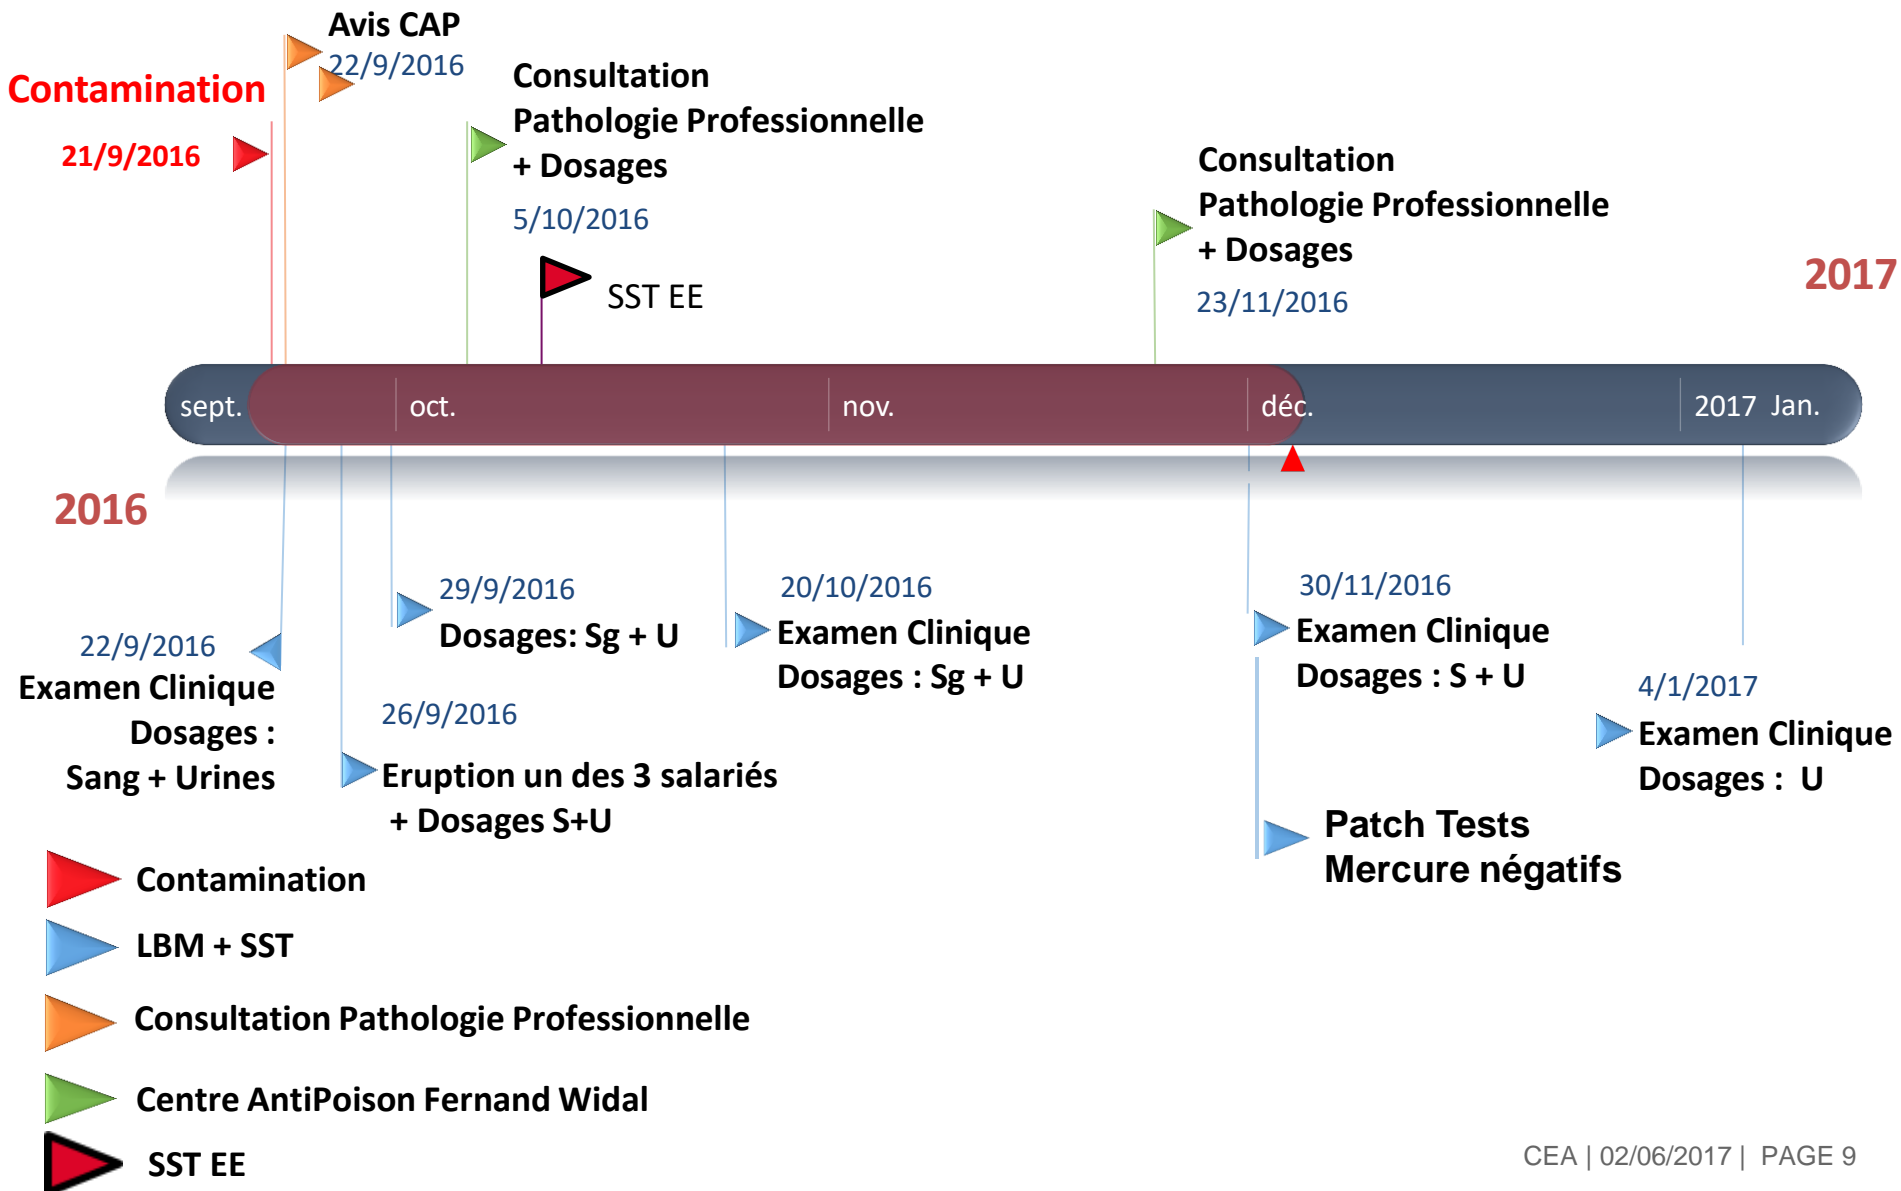 Avis CAP
22/9/2016
Contamination
21/9/2016
Consultation
Pathologie Professionnelle
+ Dosages
5/10/2016
SST EE
Consultation
Pathologie Professionnelle
+ Dosages
23/11/2016
2017
sept.
oct.
nov.
déc.
2017 Jan.
2016
22/9/2016
Examen Clinique
Dosages :
Sang + Urines
29/9/2016
Dosages: Sg + U
26/9/2016
Eruption un des 3 salariés
+ Dosages S+U
20/10/2016
Examen Clinique
Dosages : Sg + U
30/11/2016
Examen Clinique
Dosages : S + U
Patch Tests
Mercure négatifs
4/1/2017
Examen Clinique
Dosages : U
Contamination
LBM + SST
Consultation Pathologie Professionnelle
Centre AntiPoison Fernand Widal
SST EE
CEA | 02/06/2017 | PAGE 9